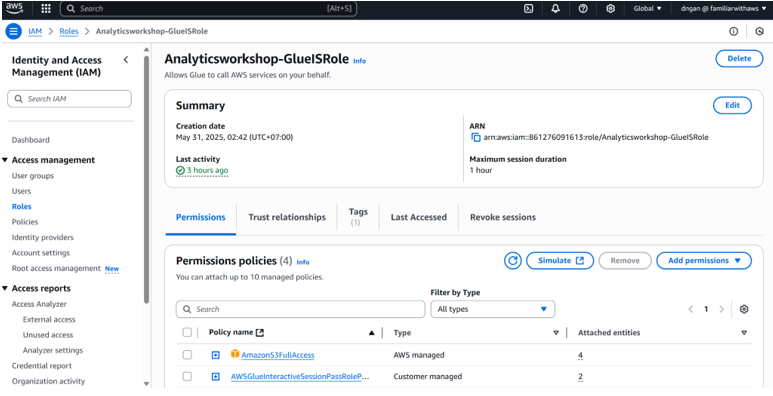 aws Search [Alt+S] Global dngan @ familiarwithaws
IAM > Roles > Analyticsworkshop-GlueISRole
Identity and Access Management (IAM)
Search IAM
Dashboard
Access management
User groups
Users
Roles
Policies
Identity providers
Account settings
Root access management New
Access reports
Access Analyzer
External access
Unused access
Analyzer settings
Credential report
Organization activity
Analyticsworkshop-GlueISRole Info
Delete
Allows Glue to call AWS services on your behalf.
Summary
Edit
Creation date
May 31, 2025, 02:42 (UTC+07:00)
ARN
arn:aws:iam::861276091613:role/Analyticsworkshop-GlueISRole
Last activity
3 hours ago
Maximum session duration
1 hour
Permissions Trust relationships Tags (1) Last Accessed Revoke sessions
Permissions policies (4) Info
Simulate Remove Add permissions
You can attach up to 10 managed policies.
Filter by Type
Search All types 1
Policy name Type Attached entities
AmazonS3FullAccess AWS managed 4
AWSGlueInteractiveSessionPassRoleP... Customer managed 2